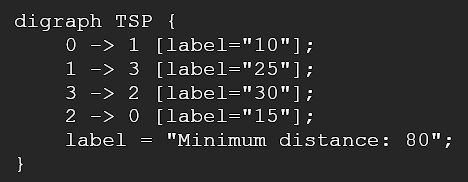 digraph TSP {
    0 -> 1 [label="10"];
    1 -> 3 [label="25"];
    3 -> 2 [label="30"];
    2 -> 0 [label="15"];
    label = "Minimum distance: 80";
}